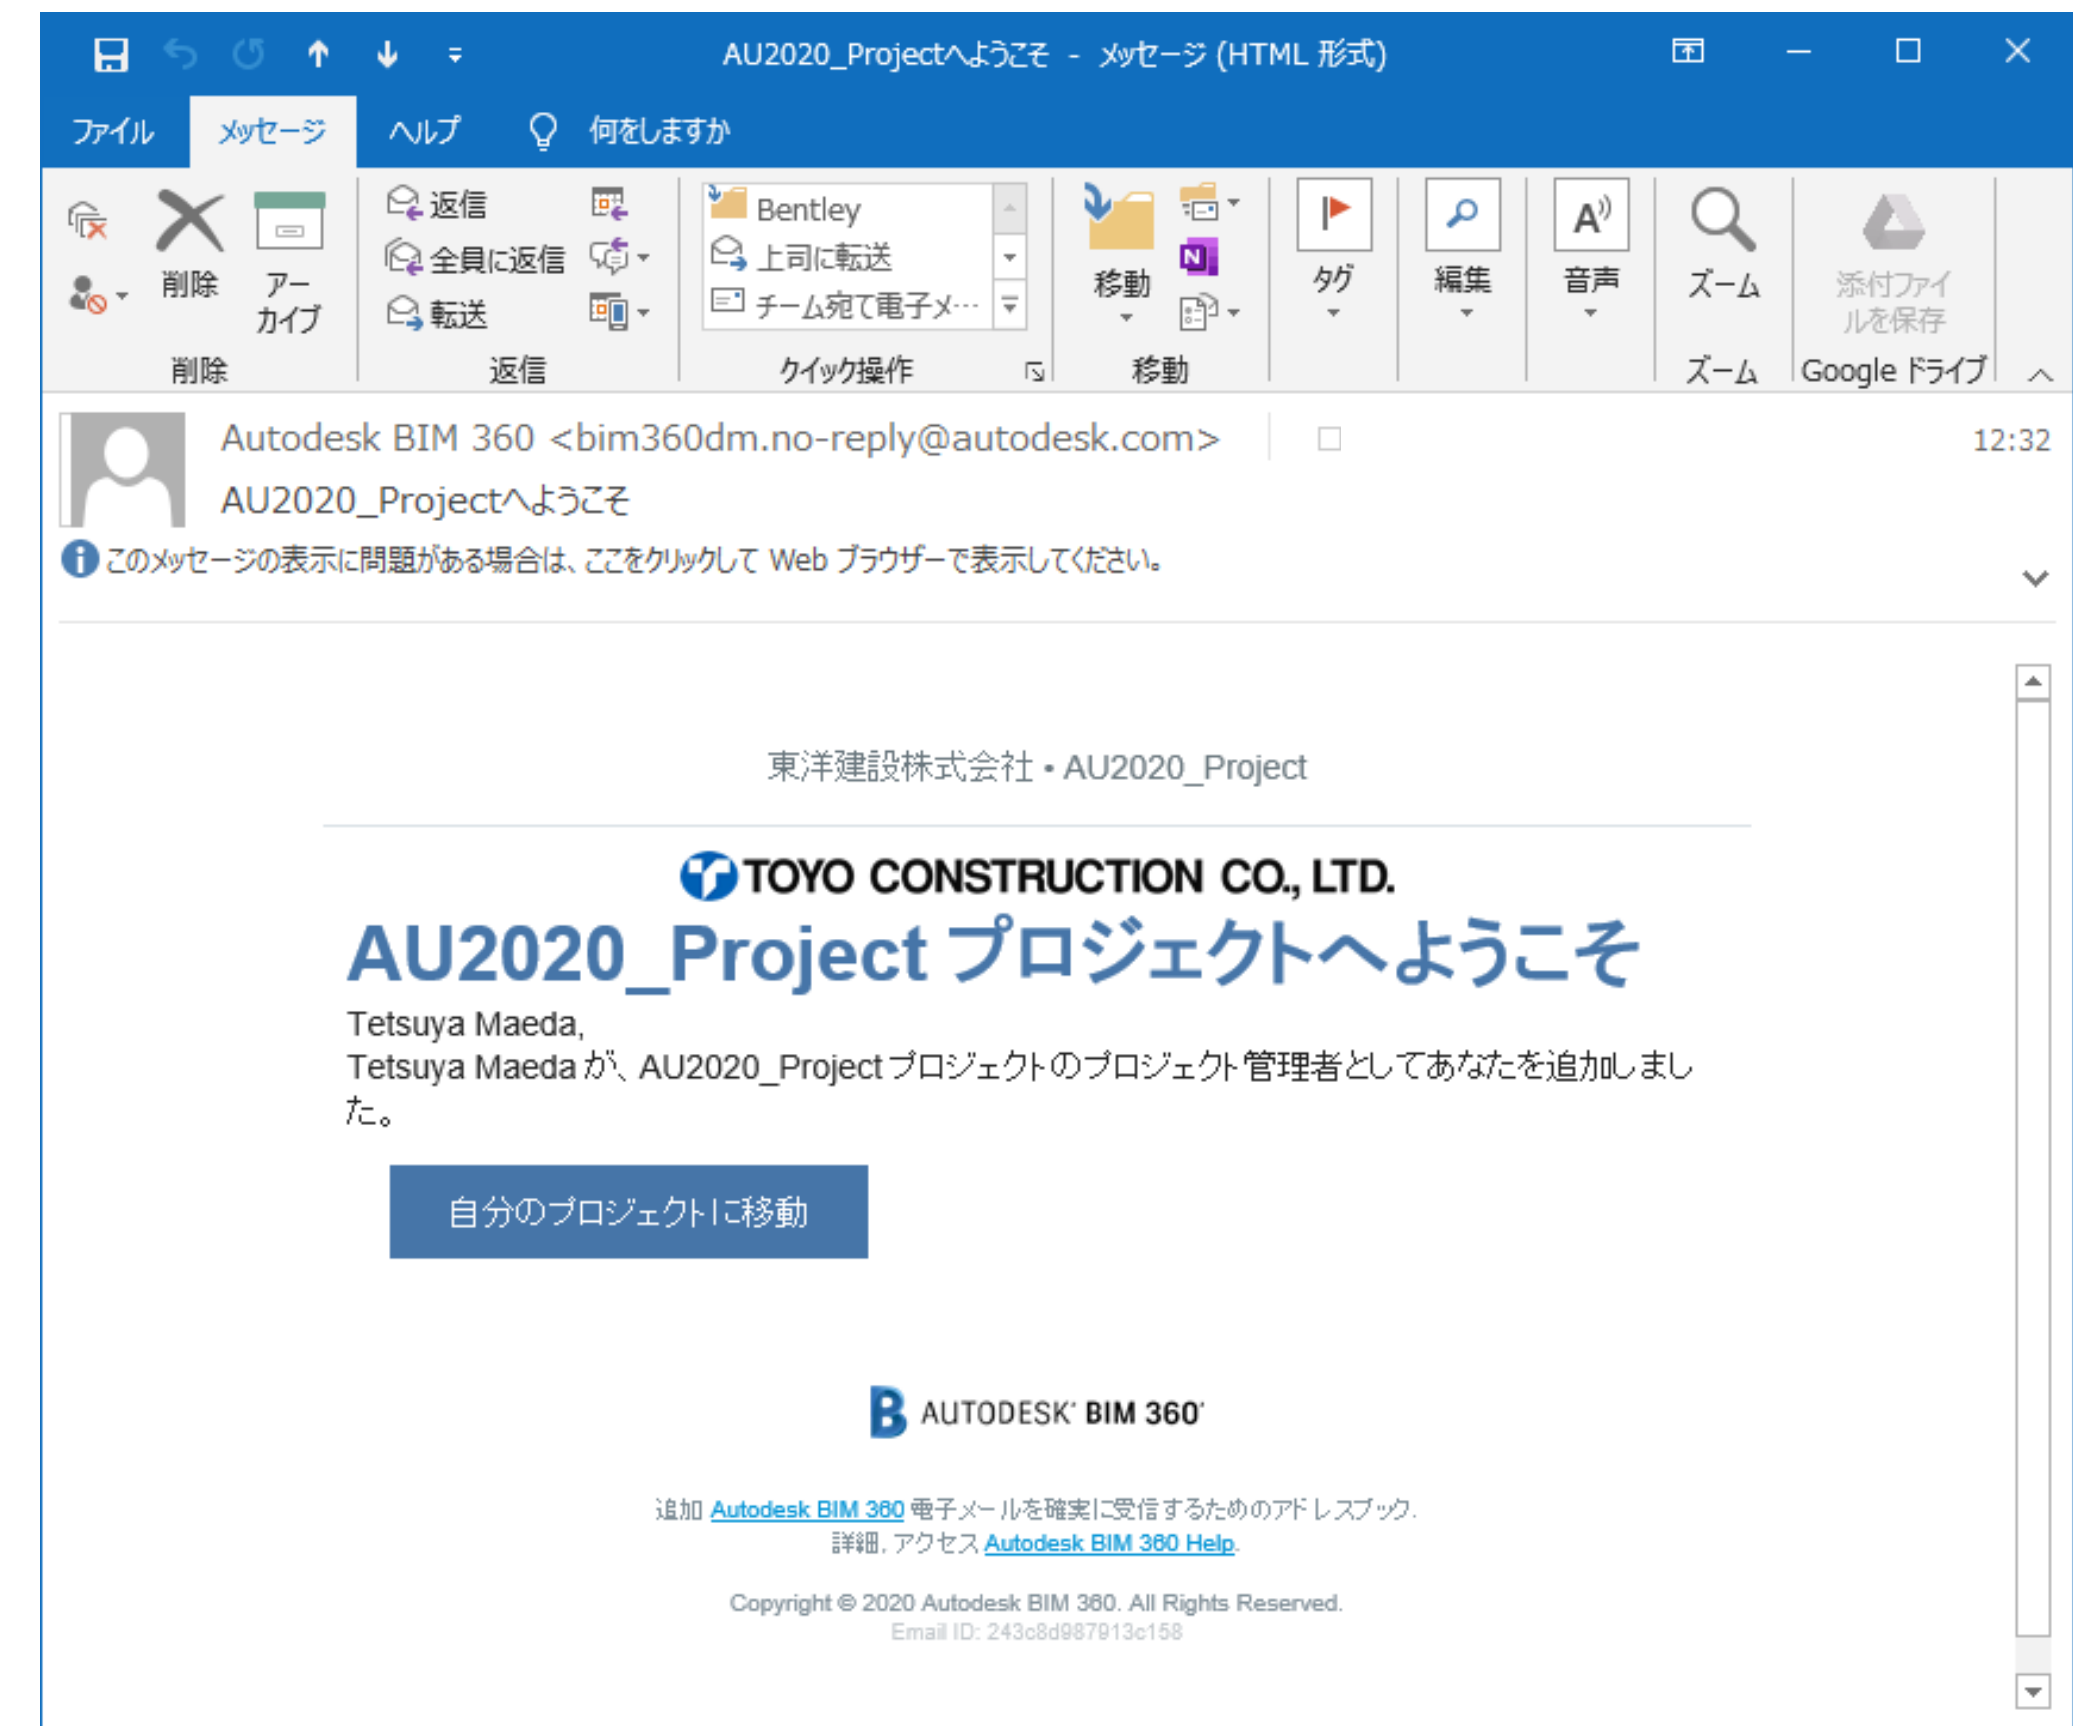 AU2020_Projectへようこそ - メッセージ (HTML 形式)
ファイル メッセージ ヘルプ 何をしますか
削除 アーカイブ
削除
返信
全員に返信
転送
返信
Bentley
上司に転送
チーム宛て電子メ…
クイック操作
移動
移動
タグ
編集
音声
ズーム
ズーム
添付ファイルを保存
Google ドライブ
Autodesk BIM 360 <bim360dm.no-reply@autodesk.com>
12:32
AU2020_Projectへようこそ
このメッセージの表示に問題がある場合は、ここをクリックして Web ブラウザーで表示してください。
東洋建設株式会社 • AU2020_Project
TOYO CONSTRUCTION CO., LTD.
AU2020_Project プロジェクトへようこそ
Tetsuya Maeda,
Tetsuya Maeda が、AU2020_Project プロジェクトのプロジェクト管理者としてあなたを追加しまし
た。
自分のプロジェクトに移動
AUTODESK' BIM 360'
追加 Autodesk BIM 360 電子メールを確実に受信するためのアドレスブック.
詳細, アクセス Autodesk BIM 360 Help.
Copyright © 2020 Autodesk BIM 360. All Rights Reserved.
Email ID: 243c8d987913c158